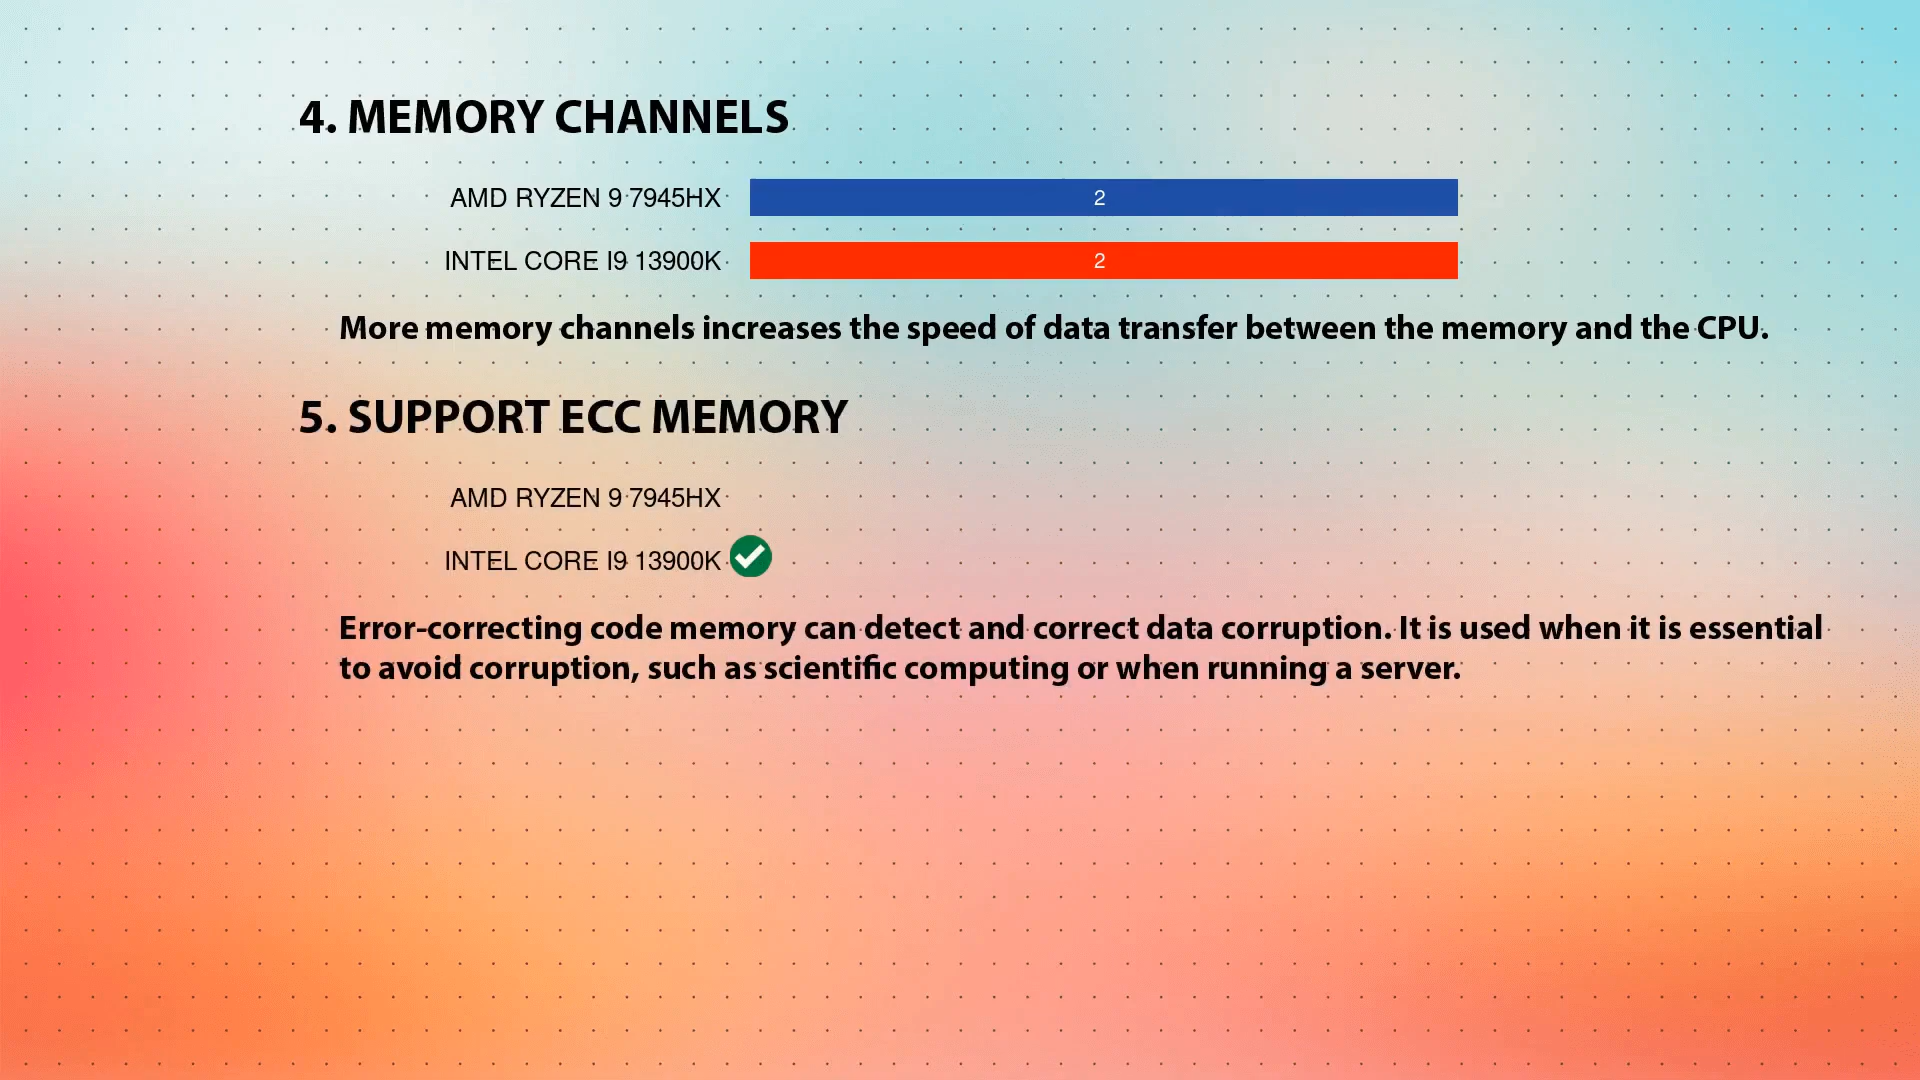 4. MEMORY CHANNELS
AMD RYZEN 9 7945HX 2
INTEL CORE I9 13900K 2
More memory channels increases the speed of data transfer between the memory and the CPU.
5. SUPPORT ECC MEMORY
AMD RYZEN 9 7945HX
INTEL CORE I9 13900K
Error-correcting code memory can detect and correct data corruption. It is used when it is essential
to avoid corruption, such as scientific computing or when running a server.